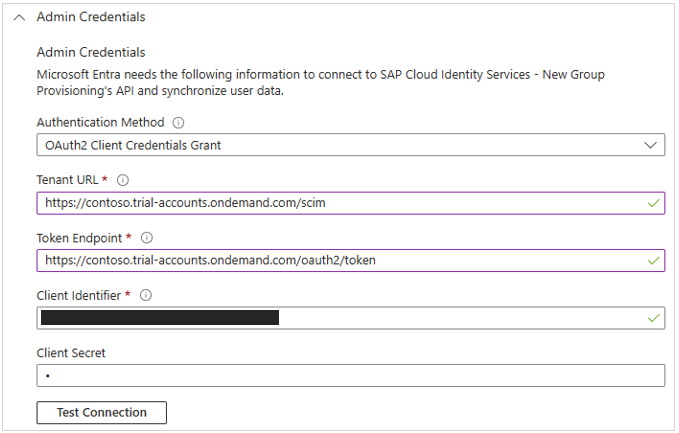 Admin Credentials
Admin Credentials
Microsoft Entra needs the following information to connect to SAP Cloud Identity Services - New Group
Provisioning's API and synchronize user data.
Authentication Method
OAuth2 Client Credentials Grant
Tenant URL *
https://contoso.trial-accounts.ondemand.com/scim
Token Endpoint *
https://contoso.trial-accounts.ondemand.com/oauth2/token
Client Identifier *
Client Secret
•
Test Connection